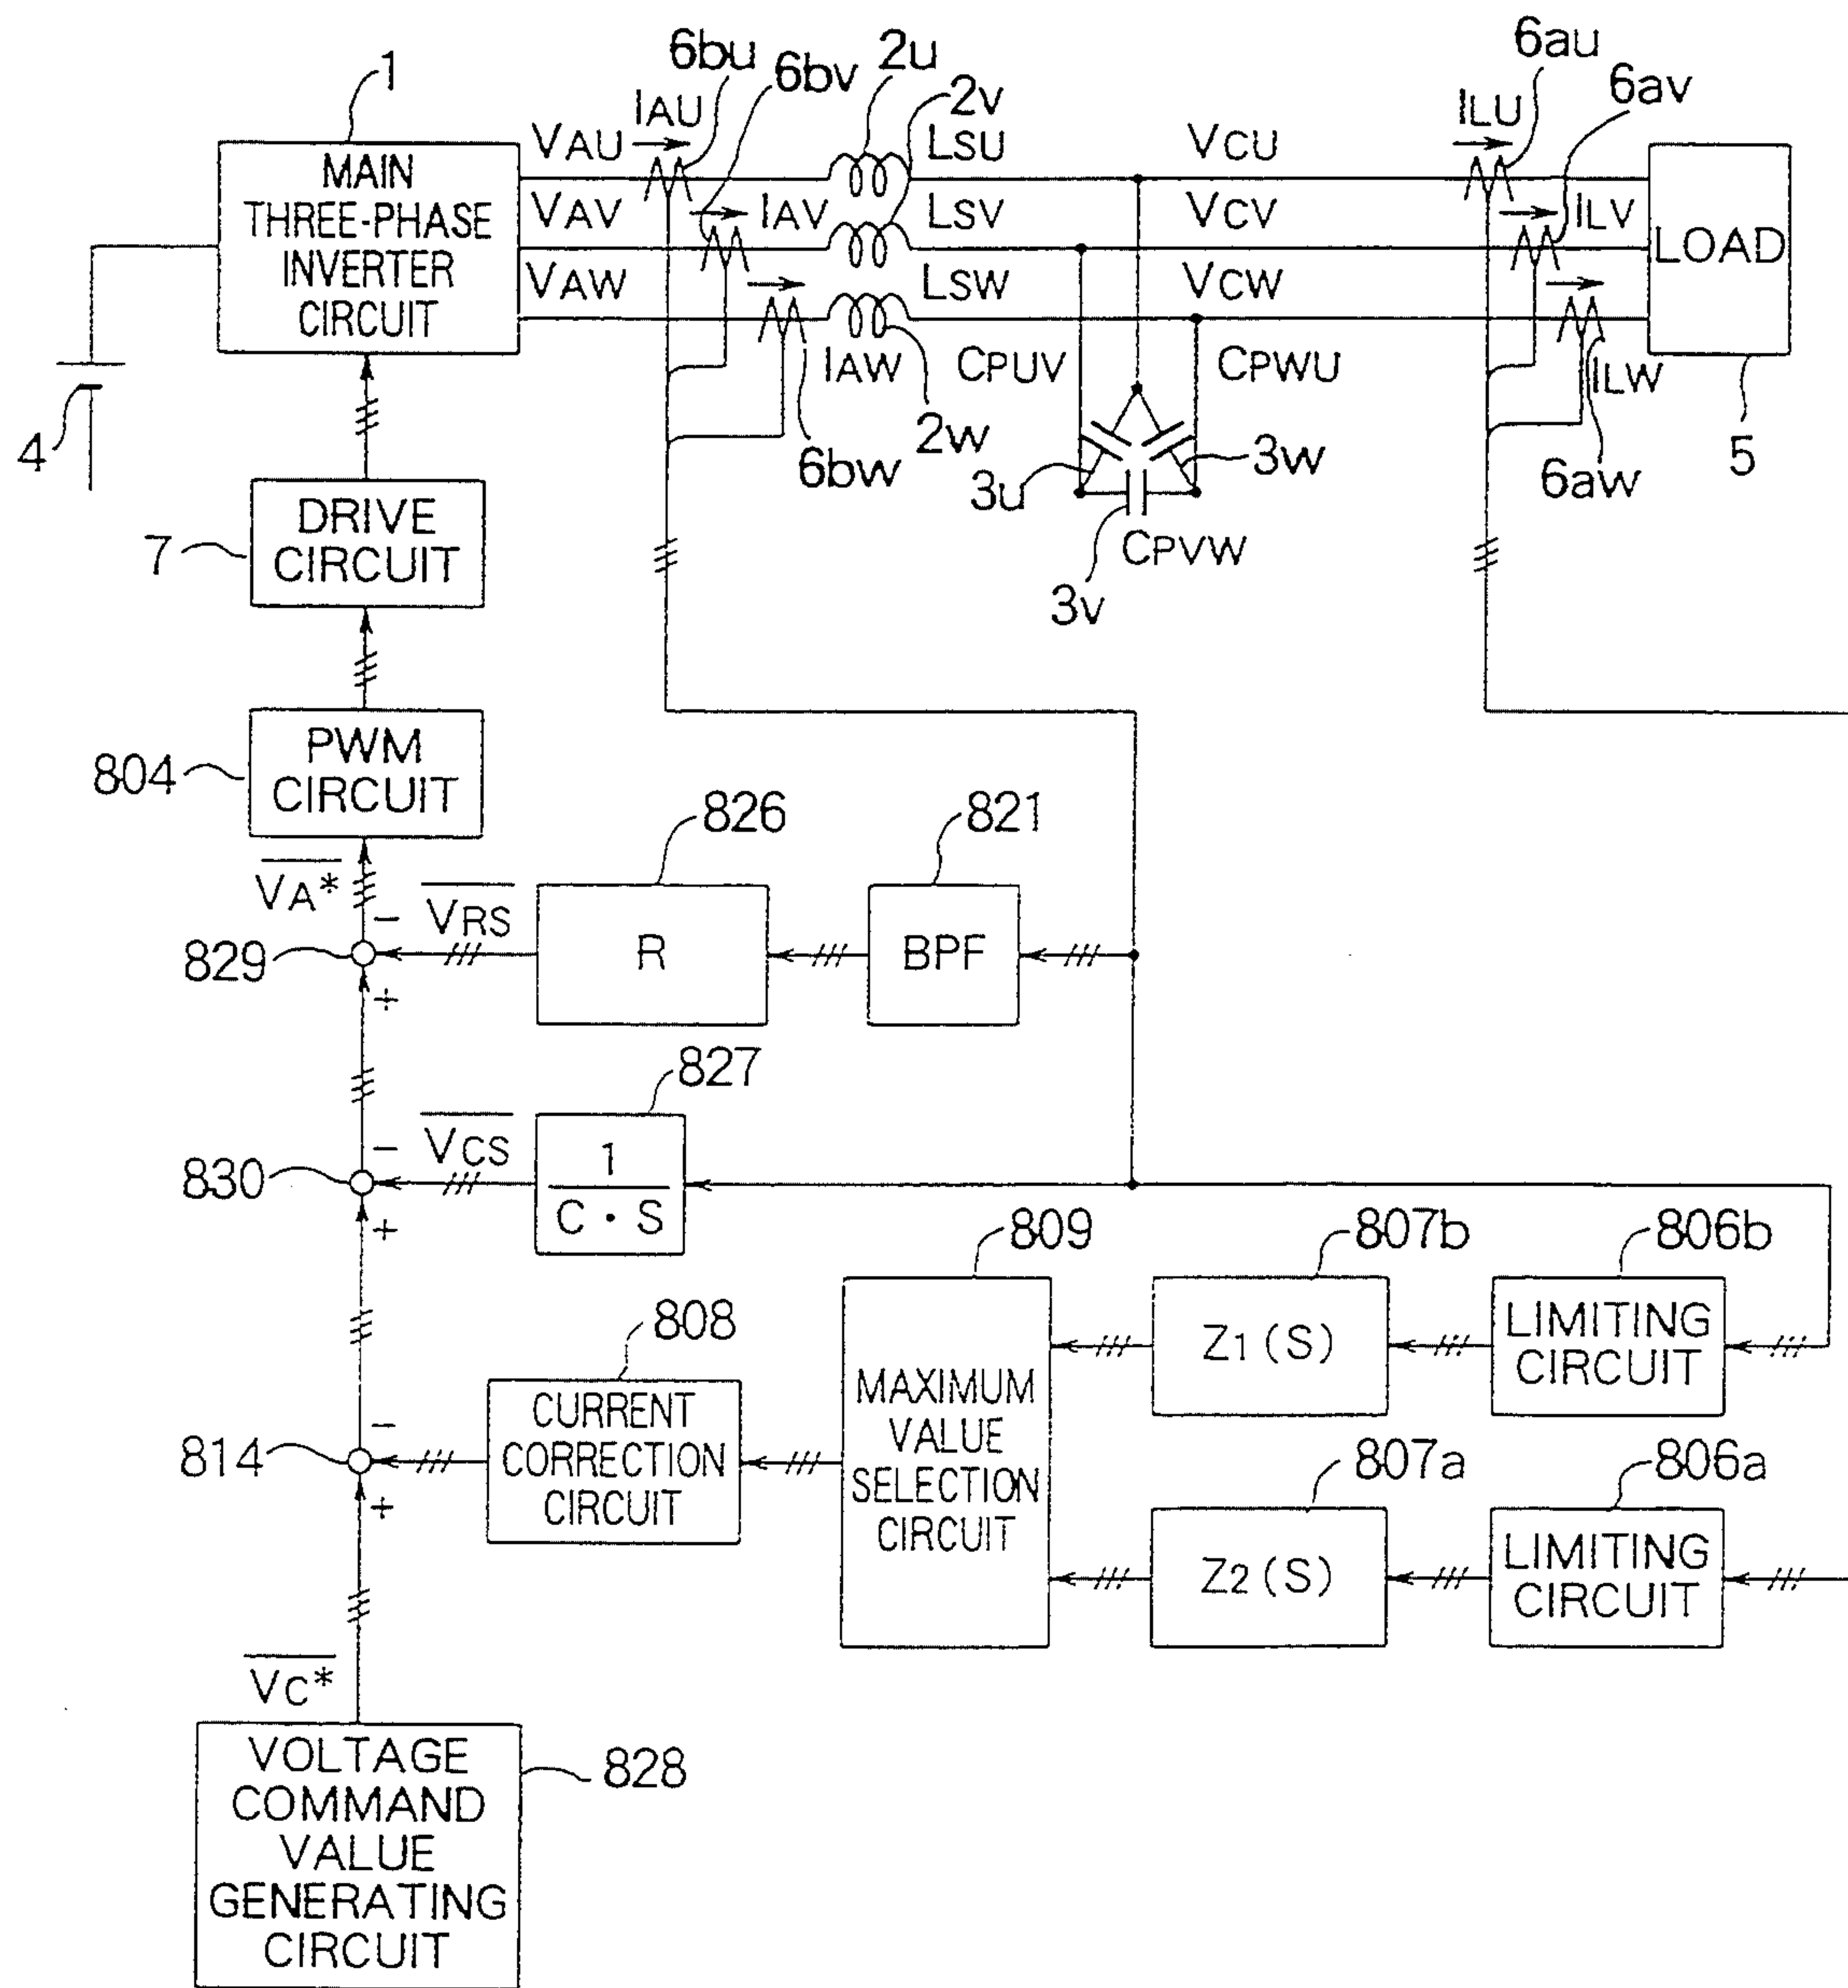 1
6bu
6bv
2u
2v
6au
6av
IAU
VAU
LSU
VCU
ILU
MAIN
THREE-PHASE
INVERTER
CIRCUIT
VAV
IAV
LSV
VCV
ILV
LOAD
VAW
LSW
VCW
IAW
CPUV
CPWU
ILW
4
2w
6bw
3u
3w
6aw
5
DRIVE
CIRCUIT
7
CPVW
3v
PWM
CIRCUIT
804
826
821
VA*
−
VRS
R
BPF
829
+
827
−
VCS
1
C · S
830
+
809
807b
806b
808
MAXIMUM
VALUE
SELECTION
CIRCUIT
Z1(S)
LIMITING
CIRCUIT
CURRENT
CORRECTION
CIRCUIT
−
814
+
807a
806a
Z2(S)
LIMITING
CIRCUIT
VC*
VOLTAGE
COMMAND
VALUE
GENERATING
CIRCUIT
828